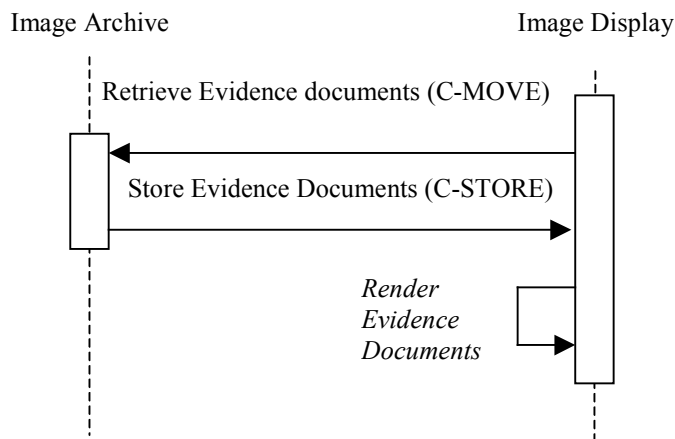 Image Archive
Image Display
Retrieve Evidence documents (C-MOVE)
Store Evidence Documents (C-STORE)
Render
Evidence
Documents